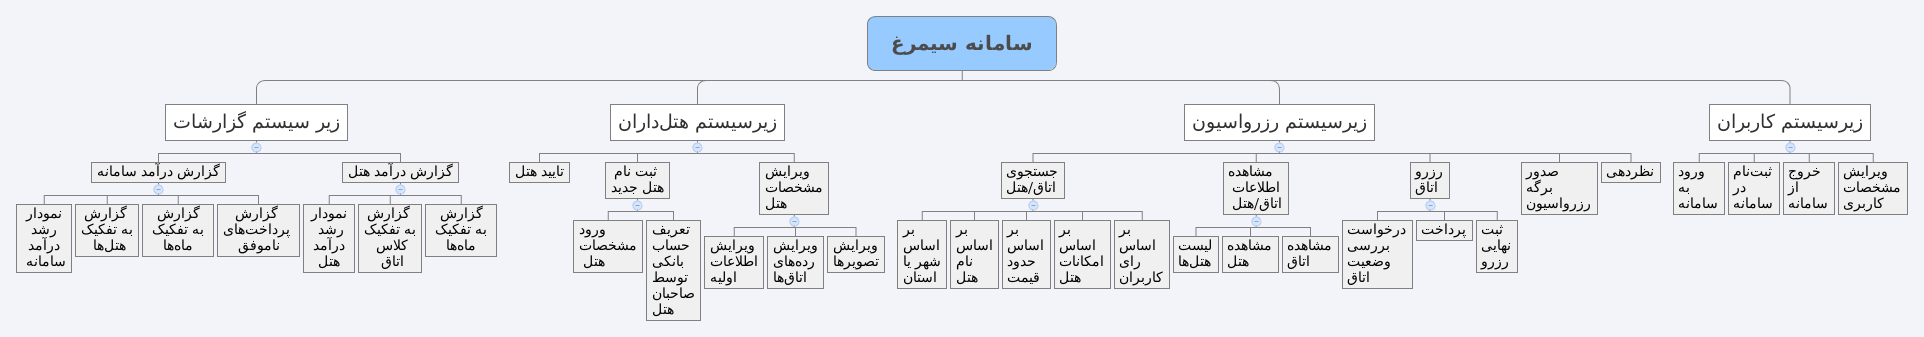 سامانه سیمرغ
زیرسیستم کاربران
زیرسیستم رزرواسیون
زیرسیستم هتل‌داران
زیر سیستم گزارشات
ویرایش
مشخصات
کاربری
خروج
از
سامانه
ثبت‌نام
در
سامانه
ورود
به
سامانه
نظردهی
صدور
برگه
رزرواسیون
رزرو
اتاق
ثبت
نهایی
رزرو
پرداخت
درخواست
بررسی
وضعیت
اتاق
مشاهده
اطلاعات
اتاق/هتل
مشاهده
اتاق
مشاهده
هتل
لیست
هتل‌ها
جستجوی
اتاق/هتل
بر
اساس
رای
کاربران
بر
اساس
امکانات
هتل
بر
اساس
حدود
قیمت
بر
اساس
نام
هتل
بر
اساس
شهر یا
استان
ویرایش
مشخصات
هتل
ویرایش
تصویرها
ویرایش
رده‌های
اتاق‌ها
ویرایش
اطلاعات
اولیه
ثبت نام
هتل جدید
تعریف
حساب
بانکی
توسط
صاحبان
هتل
ورود
مشخصات
هتل
تایید هتل
گزارش درآمد هتل
گزارش
به تفکیک
ماه‌ها
گزارش
به تفکیک
کلاس
اتاق
نمودار
رشد
درآمد
هتل
گزارش درآمد سامانه
گزارش
پرداخت‌های
ناموفق
گزارش
به تفکیک
ماه‌ها
گزارش
به تفکیک
هتل‌ها
نمودار
رشد
درآمد
سامانه